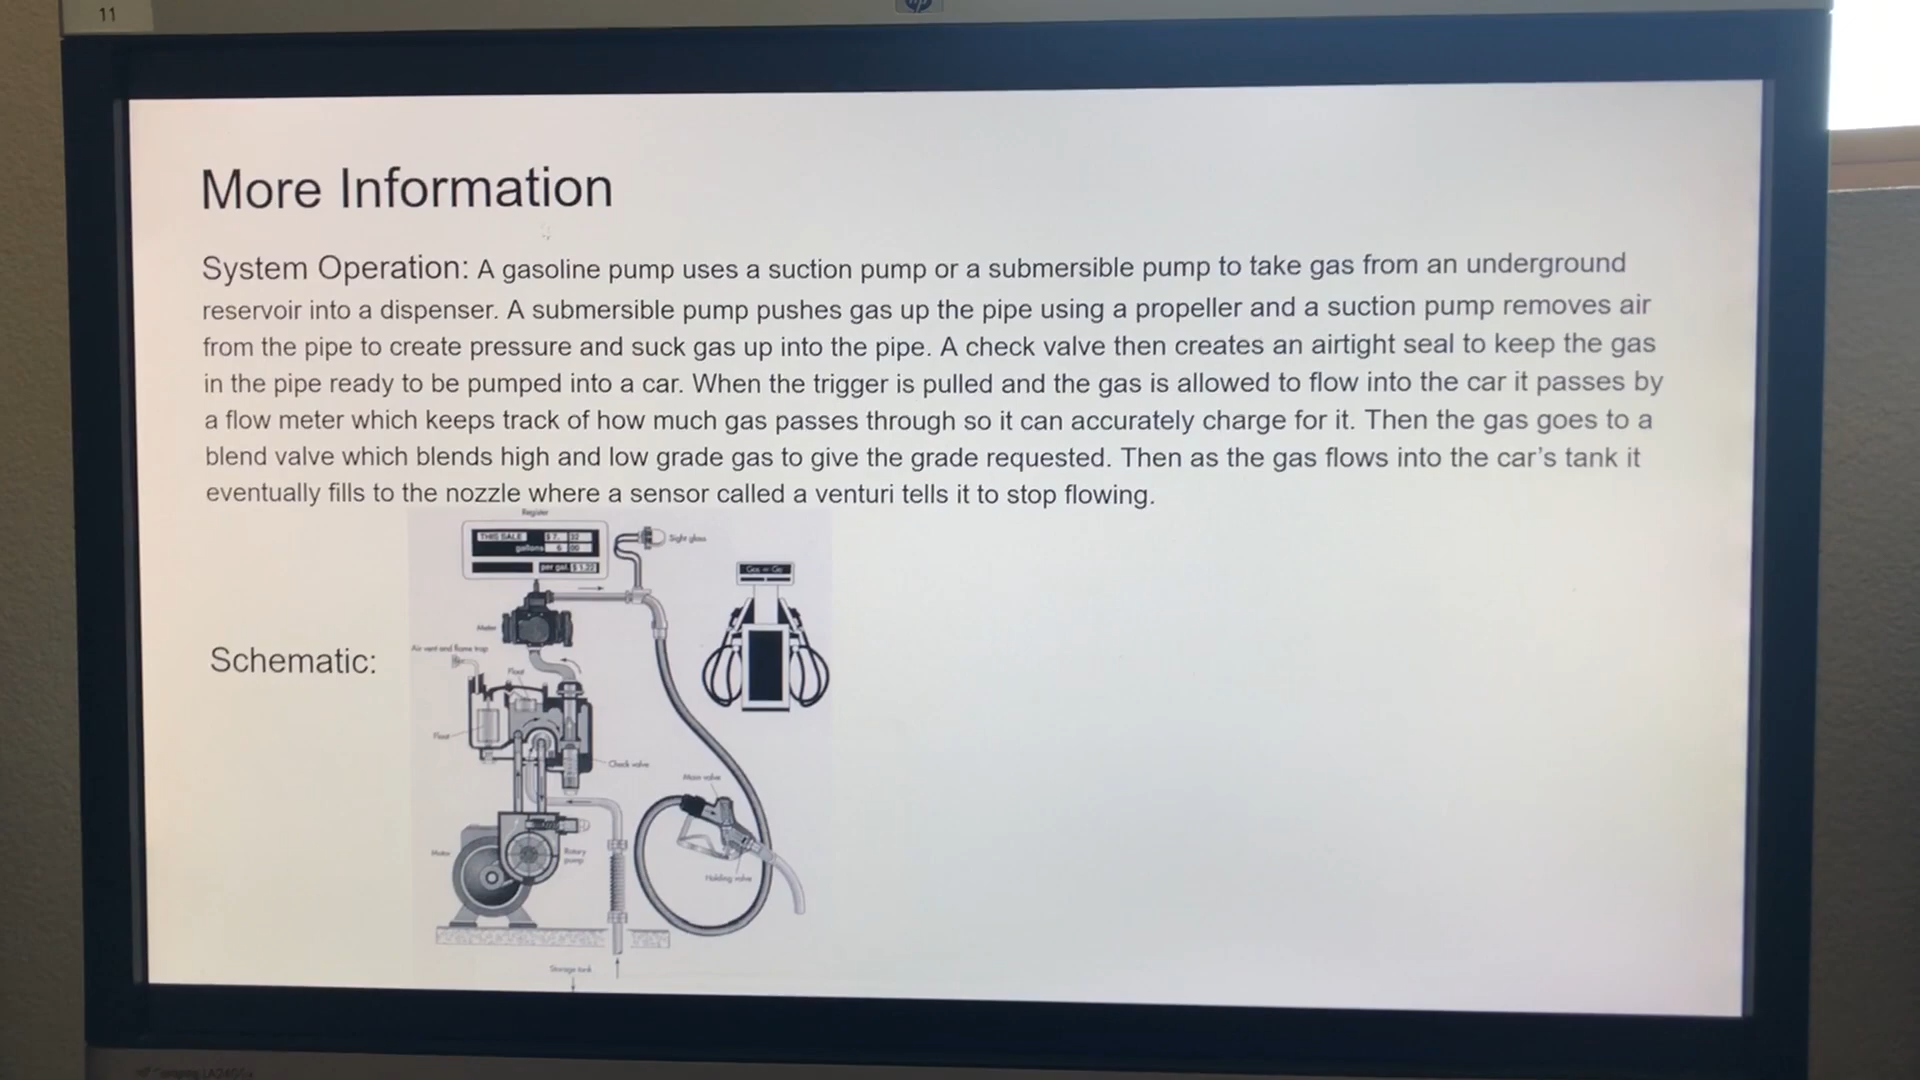 11
hp
More Information
System Operation: A gasoline pump uses a suction pump or a submersible pump to take gas from an underground
reservoir into a dispenser. A submersible pump pushes gas up the pipe using a propeller and a suction pump removes air
from the pipe to create pressure and suck gas up into the pipe. A check valve then creates an airtight seal to keep the gas
in the pipe ready to be pumped into a car. When the trigger is pulled and the gas is allowed to flow into the car it passes by
a flow meter which keeps track of how much gas passes through so it can accurately charge for it. Then the gas goes to a
blend valve which blends high and low grade gas to give the grade requested. Then as the gas flows into the car's tank it
eventually fills to the nozzle where a sensor called a venturi tells it to stop flowing.
Register
THIS SALE $ 7. 32
gallons 6 00
per gal. $ 1.22
Sight glass
Gas
Meter
Air vent and flame trap
Schematic:
Float
Float
Check valve
Main valve
Motor
Rotary
pump
Holding valve
Storage tank